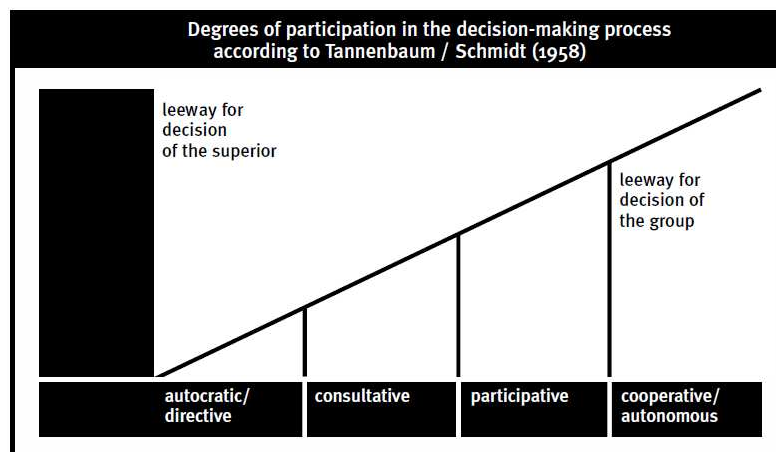 Degrees of participation in the decision-making process
according to Tannenbaum / Schmidt (1958)
leeway for
decision
of the superior
leeway for
decision of
the group
autocratic/
directive
consultative
participative
cooperative/
autonomous